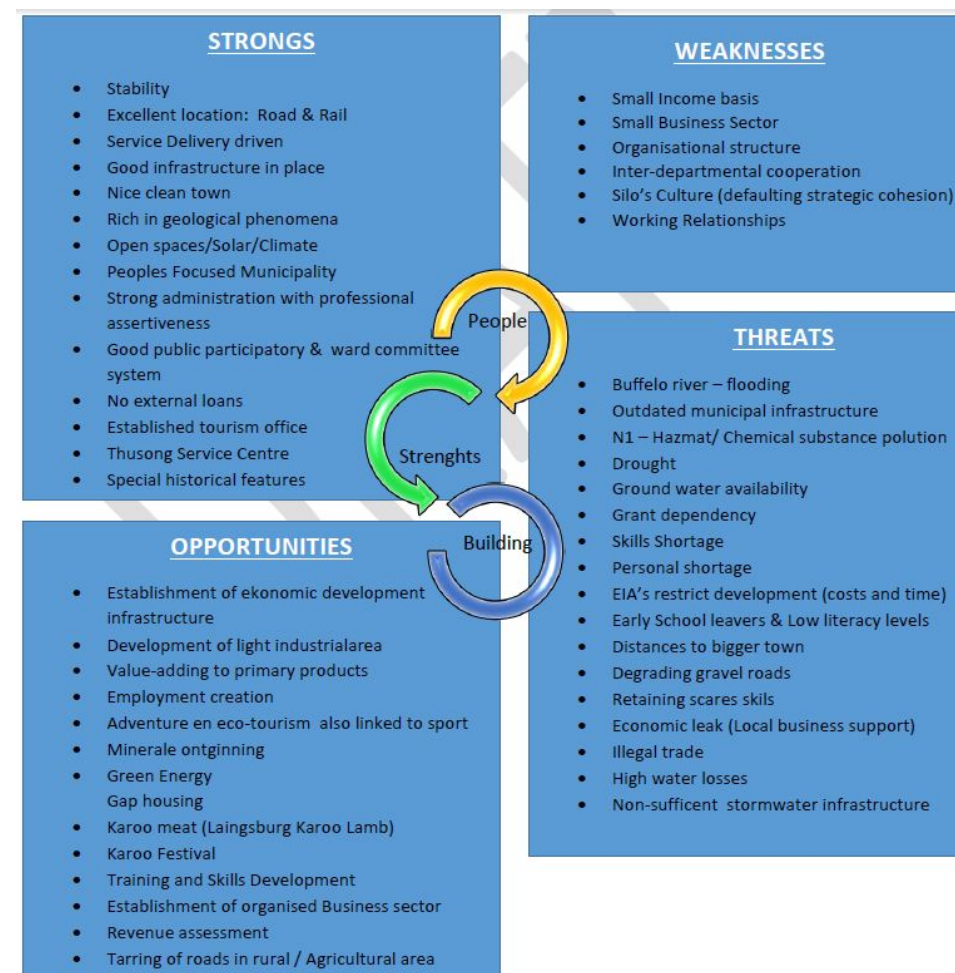 STRONGS
• Stability
• Excellent location: Road & Rail
• Service Delivery driven
• Good infrastructure in place
• Nice clean town
• Rich in geological phenomena
• Open spaces/Solar/Climate
• Peoples Focused Municipality
• Strong administration with professional
assertiveness
• Good public participatory & ward committee
system
• No external loans
• Established tourism office
• Thusong Service Centre
• Special historical features
WEAKNESSES
• Small Income basis
• Small Business Sector
• Organisational structure
• Inter-departmental cooperation
• Silo's Culture (defaulting strategic cohesion)
• Working Relationships
People
Strenghts
Building
OPPORTUNITIES
• Establishment of ekonomic development
infrastructure
• Development of light industrialarea
• Value-adding to primary products
• Employment creation
• Adventure en eco-tourism also linked to sport
• Minerale ontginning
• Green Energy
Gap housing
• Karoo meat (Laingsburg Karoo Lamb)
• Karoo Festival
• Training and Skills Development
• Establishment of organised Business sector
• Revenue assessment
• Tarring of roads in rural / Agricultural area
THREATS
• Buffelo river – flooding
• Outdated municipal infrastructure
• N1 – Hazmat/ Chemical substance polution
• Drought
• Ground water availability
• Grant dependency
• Skills Shortage
• Personal shortage
• EIA's restrict development (costs and time)
• Early School leavers & Low literacy levels
• Distances to bigger town
• Degrading gravel roads
• Retaining scares skils
• Economic leak (Local business support)
• Illegal trade
• High water losses
• Non-sufficent stormwater infrastructure